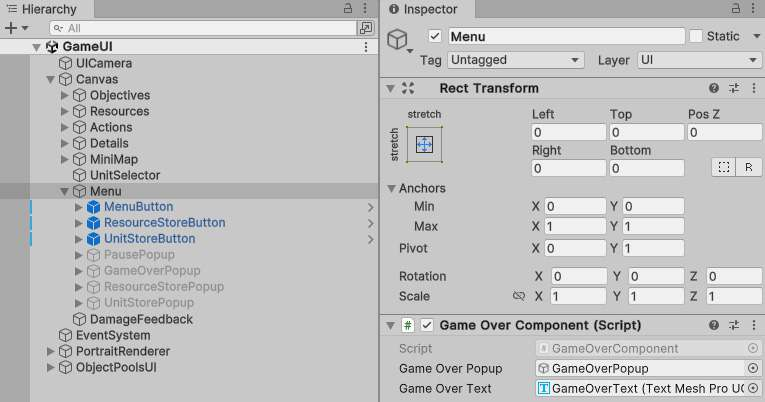 Hierarchy
All
GameUI
UICamera
Canvas
Objectives
Resources
Actions
Details
MiniMap
UnitSelector
Menu
MenuButton
ResourceStoreButton
UnitStoreButton
PausePopup
GameOverPopup
ResourceStorePopup
UnitStorePopup
DamageFeedback
EventSystem
PortraitRenderer
ObjectPoolsUI
Inspector
Menu Static
Tag Untagged Layer UI
Rect Transform
stretch
stretch
Left Top Pos Z
0 0 0
Right Bottom
0 0 R
Anchors
Min X 0 Y 0
Max X 1 Y 1
Pivot X 0 Y 1
Rotation X 0 Y 0 Z 0
Scale X 1 Y 1 Z 1
# Game Over Component (Script)
Script # GameOverComponent
Game Over Popup GameOverPopup
Game Over Text T GameOverText (Text Mesh Pro UG